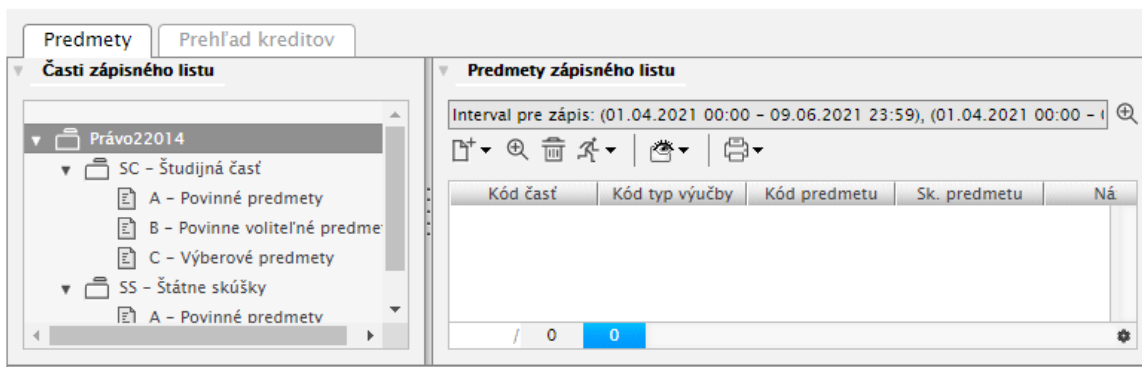 Predmety
Prehľad kreditov
Časti zápisného listu
Právo22014
SC – Študijná časť
A – Povinné predmety
B – Povinne voliteľné predme
C – Výberové predmety
SS – Štátne skúšky
A – Povinné predmety
Predmety zápisného listu
Interval pre zápis: (01.04.2021 00:00 – 09.06.2021 23:59), (01.04.2021 00:00 –
Kód časť Kód typ výučby Kód predmetu Sk. predmetu Ná
/ 0 0